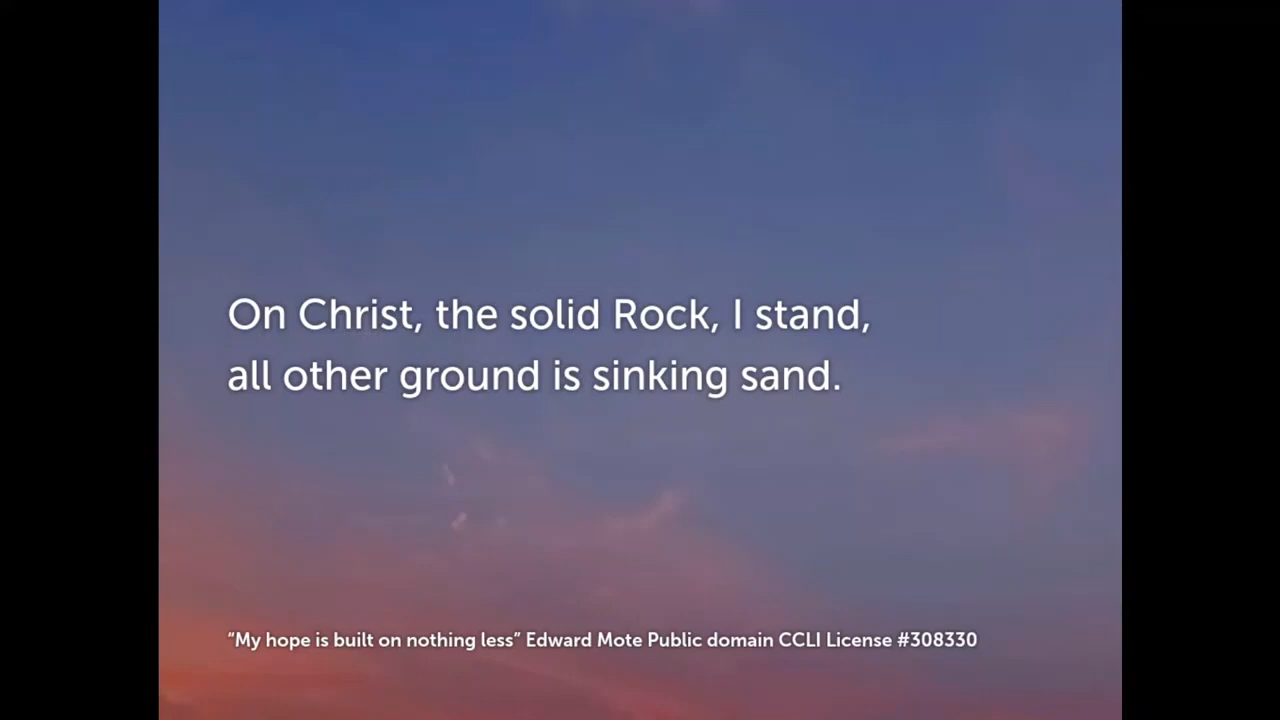 On Christ, the solid Rock, I stand,
all other ground is sinking sand.
“My hope is built on nothing less” Edward Mote Public domain CCLI License #308330